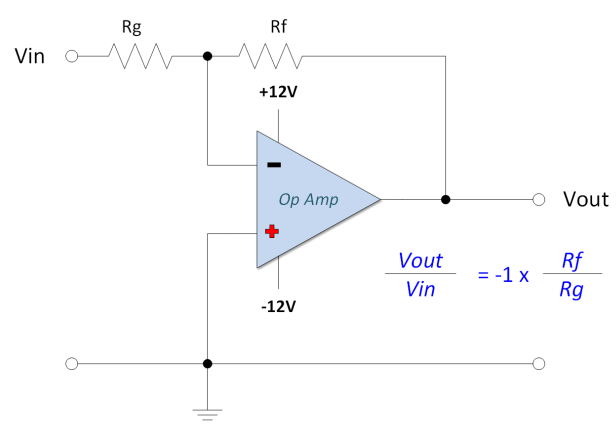 Rg
Rf
Vin
+12V
-
Op Amp
Vout
+
Vout
Vin
= -1 x
Rf
Rg
-12V